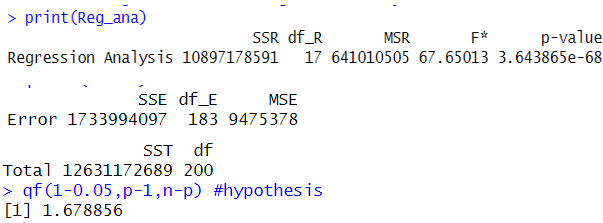 > print(Reg_ana)
SSR df_R MSR F* p-value
Regression Analysis 10897178591 17 641010505 67.65013 3.643865e-68
SSE df_E MSE
Error 1733994097 183 9475378
SST df
Total 12631172689 200
> qf(1-0.05,p-1,n-p) #hypothesis
[1] 1.678856